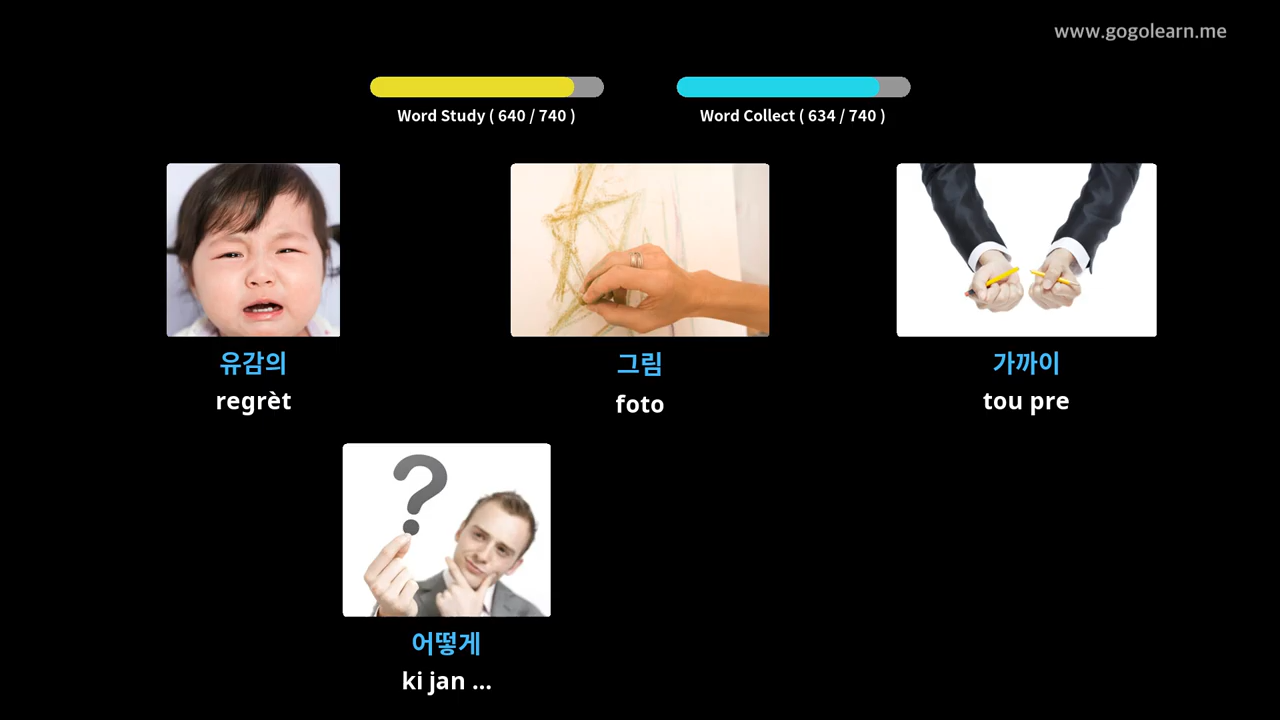 www.gogolearn.me
Word Study ( 640 / 740 )
Word Collect ( 634 / 740 )
유감의
regrèt
그림
foto
가까이
tou pre
어떻게
ki jan ...